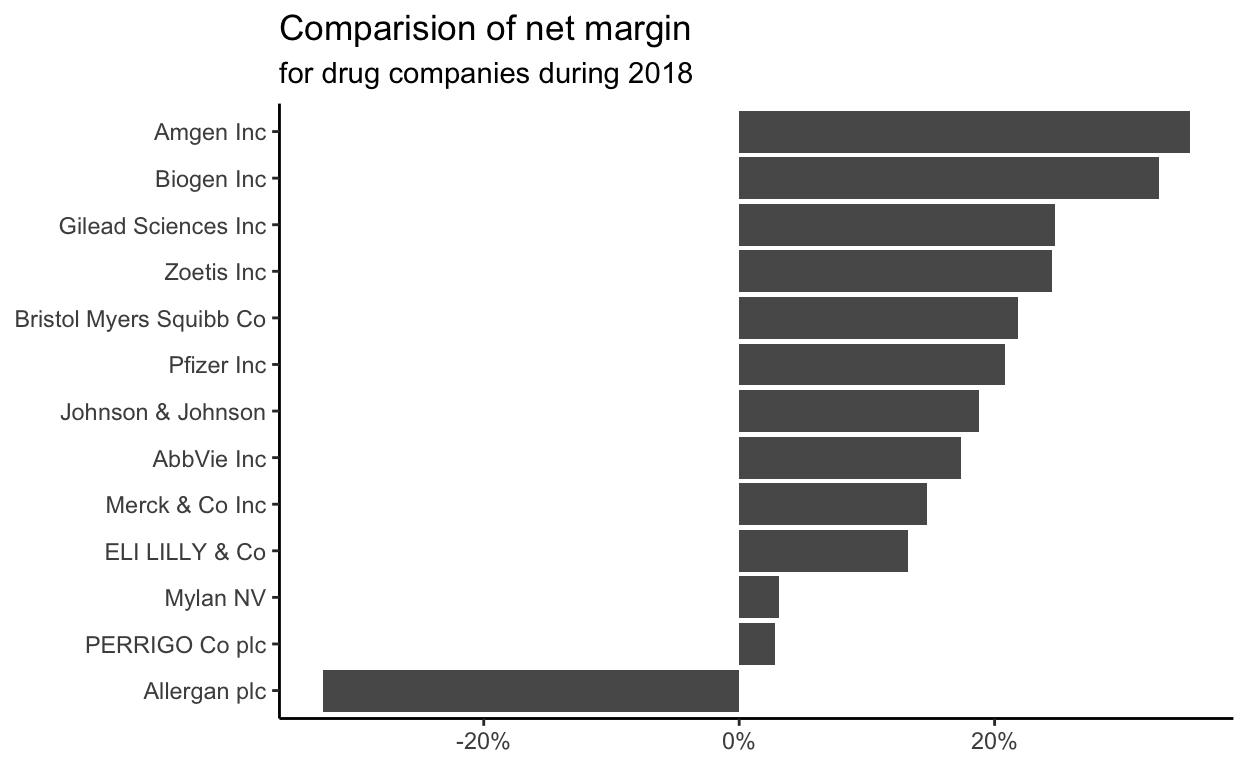 Comparision of net margin
for drug companies during 2018
Amgen Inc
Biogen Inc
Gilead Sciences Inc
Zoetis Inc
Bristol Myers Squibb Co
Pfizer Inc
Johnson & Johnson
AbbVie Inc
Merck & Co Inc
ELI LILLY & Co
Mylan NV
PERRIGO Co plc
Allergan plc
-20% 0% 20%